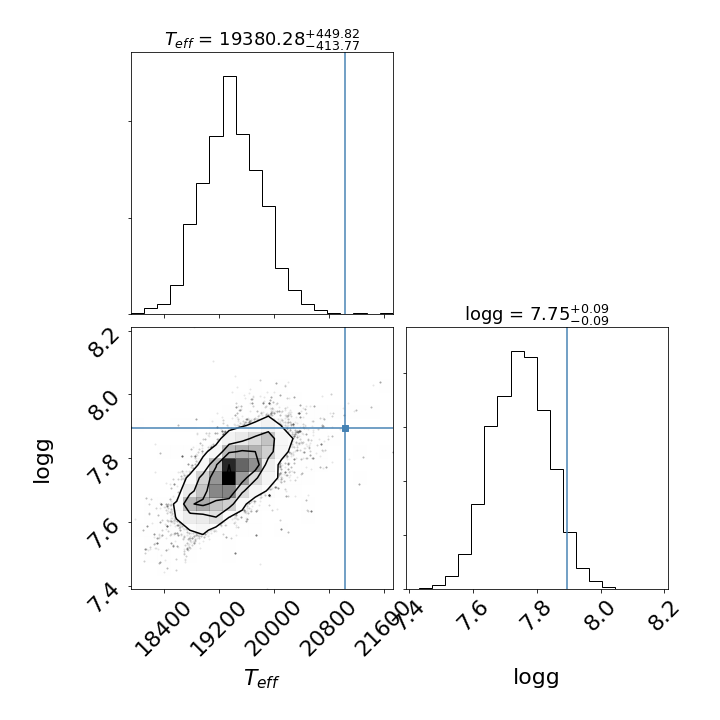 T_eff = 19380.28+449.82−413.77
logg = 7.75+0.09−0.09
logg
8.2
8.0
7.8
7.6
7.4
18400 19200 20000 20800 21600
7.4 7.6 7.8 8.0 8.2
T_eff
logg